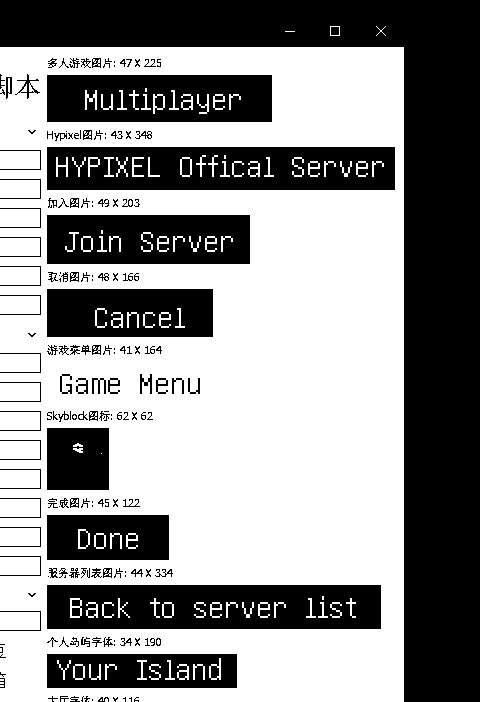 脚本
多人游戏图片: 47 X 225
Multiplayer
Hypixel图片: 43 X 348
HYPIXEL Offical Server
加入图片: 49 X 203
Join Server
取消图片: 48 X 166
Cancel
游戏菜单图片: 41 X 164
Game Menu
Skyblock图标: 62 X 62
完成图片: 45 X 122
Done
服务器列表图片: 44 X 334
Back to server list
个人岛屿字体: 34 X 190
Your Island